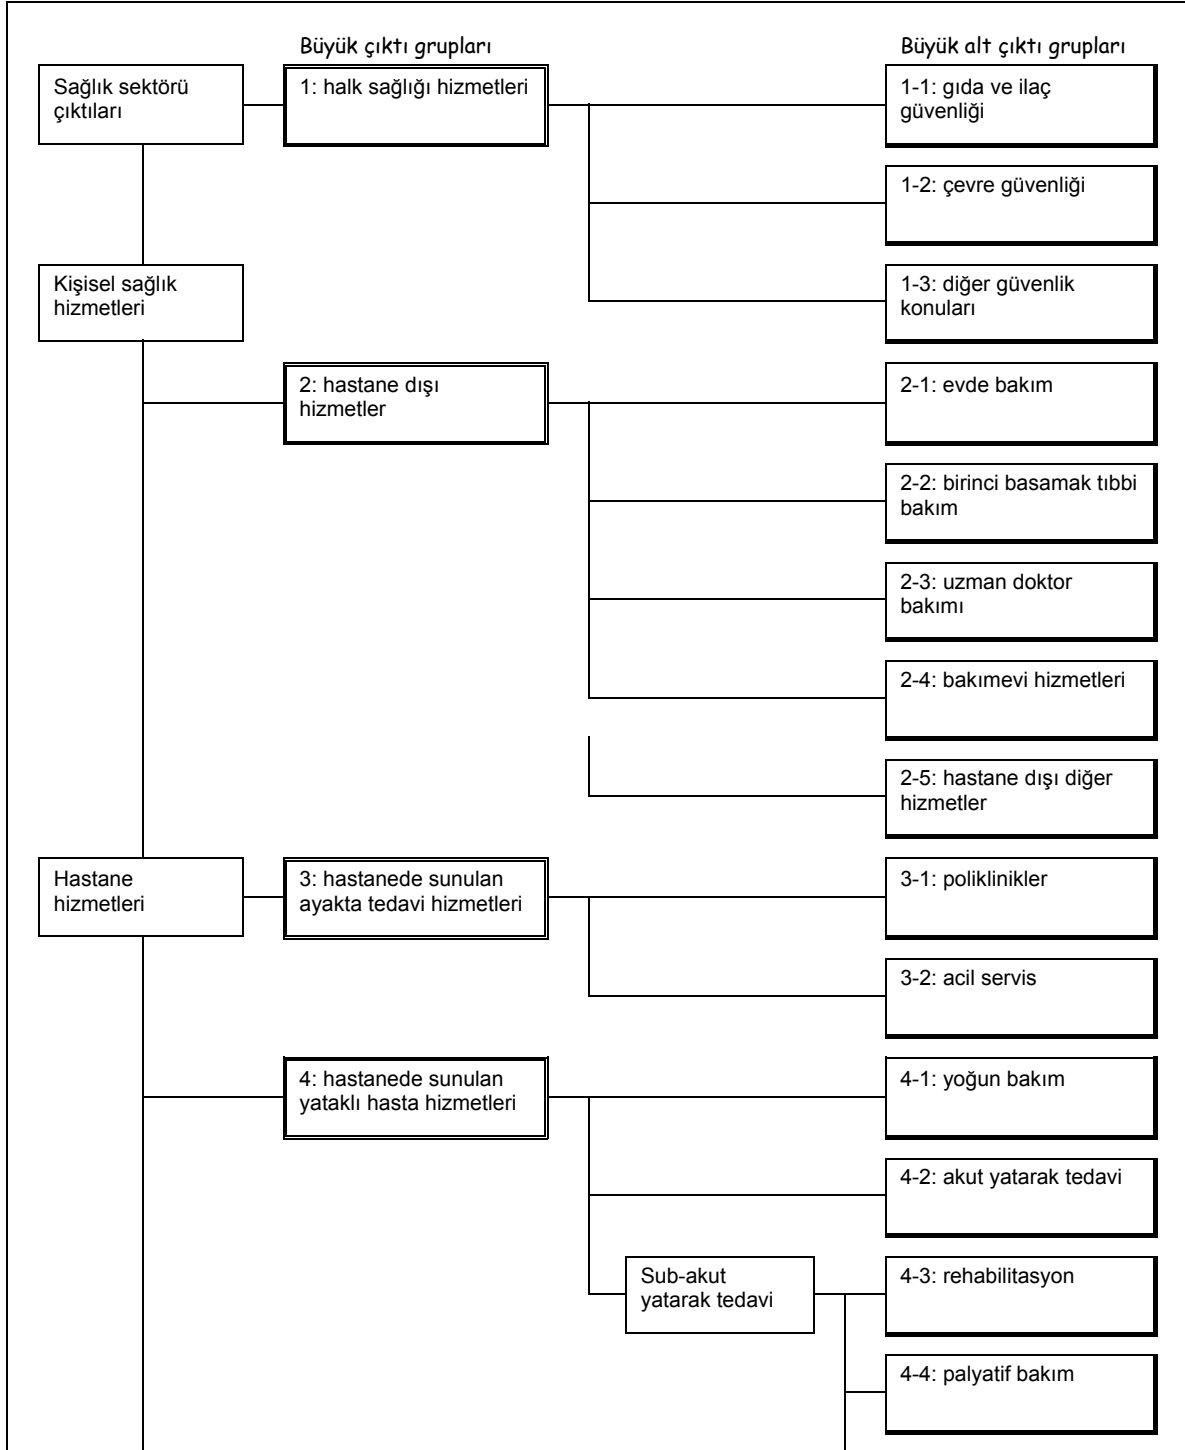 Büyük çıktı grupları
Büyük alt çıktı grupları
Sağlık sektörü
çıktıları
1: halk sağlığı hizmetleri
1-1: gıda ve ilaç
güvenliği
1-2: çevre güvenliği
Kişisel sağlık
hizmetleri
1-3: diğer güvenlik
konuları
2: hastane dışı
hizmetler
2-1: evde bakım
2-2: birinci basamak tıbbi
bakım
2-3: uzman doktor
bakımı
2-4: bakımevi hizmetleri
2-5: hastane dışı diğer
hizmetler
Hastane
hizmetleri
3: hastanede sunulan
ayakta tedavi hizmetleri
3-1: poliklinikler
3-2: acil servis
4: hastanede sunulan
yataklı hasta hizmetleri
4-1: yoğun bakım
4-2: akut yatarak tedavi
Sub-akut
yatarak tedavi
4-3: rehabilitasyon
4-4: palyatif bakım